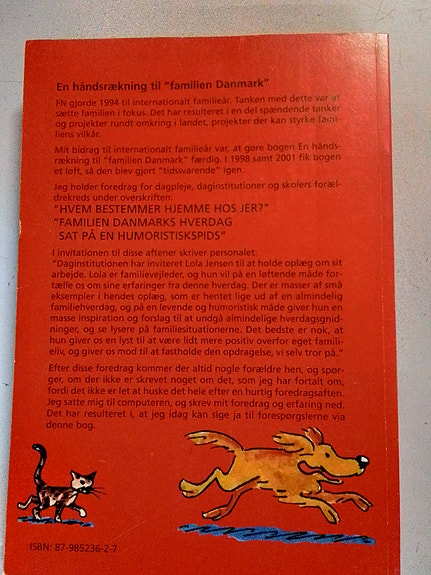 En håndsrækning til "familien Danmark"
FN gjorde 1994 til internationalt familieår. Tanken med dette var at
sætte familien i fokus. Det har resulteret i en del spændende tanker
og projekter rundt omkring i landet, projekter der kan styrke fami-
liens vilkår.
Mit bidrag til internationalt familieår var, at gøre bogen En hånds-
rækning til "familien Danmark" færdig. I 1998 samt 2001 fik bogen
et løft, så den blev gjort "tidssvarende" igen.
Jeg holder foredrag for dagpleje, daginstitutioner og skolers foræl-
drekreds under overskriften:
"HVEM BESTEMMER HJEMME HOS JER?"
"FAMILIEN DANMARKS HVERDAG
SAT PÅ EN HUMORISTISKSPIDS"
I invitationen til disse aftener skriver personalet:
"Daginstitutionen har inviteret Lola Jensen til at holde oplæg om sit
arbejde. Lola er familievejleder, og hun vil på en løftende måde for-
tælle os om sine erfaringer fra denne hverdag. Der er masser af små
eksempler i hendes oplæg, som er hentet lige ud af en almindelig
familiehverdag, og på en levende og humoristisk måde giver hun en
masse inspiration og forslag til at undgå almindelige hverdagsgnid-
ninger, og se lysere på familiesituationerne. Det bedste er nok, at
hun giver os en lyst til at være lidt mere positiv overfor eget famili-
eliv, og giver os mod til at fastholde den opdragelse, vi selv tror på."
Efter disse foredrag kommer der altid nogle forældre hen, og spør-
ger, om der ikke er skrevet noget om det, som jeg har fortalt om,
fordi det ikke er let at huske det hele efter en hurtig foredragsaften.
Jeg satte mig til computeren, og skrev mit foredrag og erfaring ned.
Det har resulteret i, at jeg idag kan sige ja til forespørgslerne via
denne bog.
ISBN: 87-985236-2-7